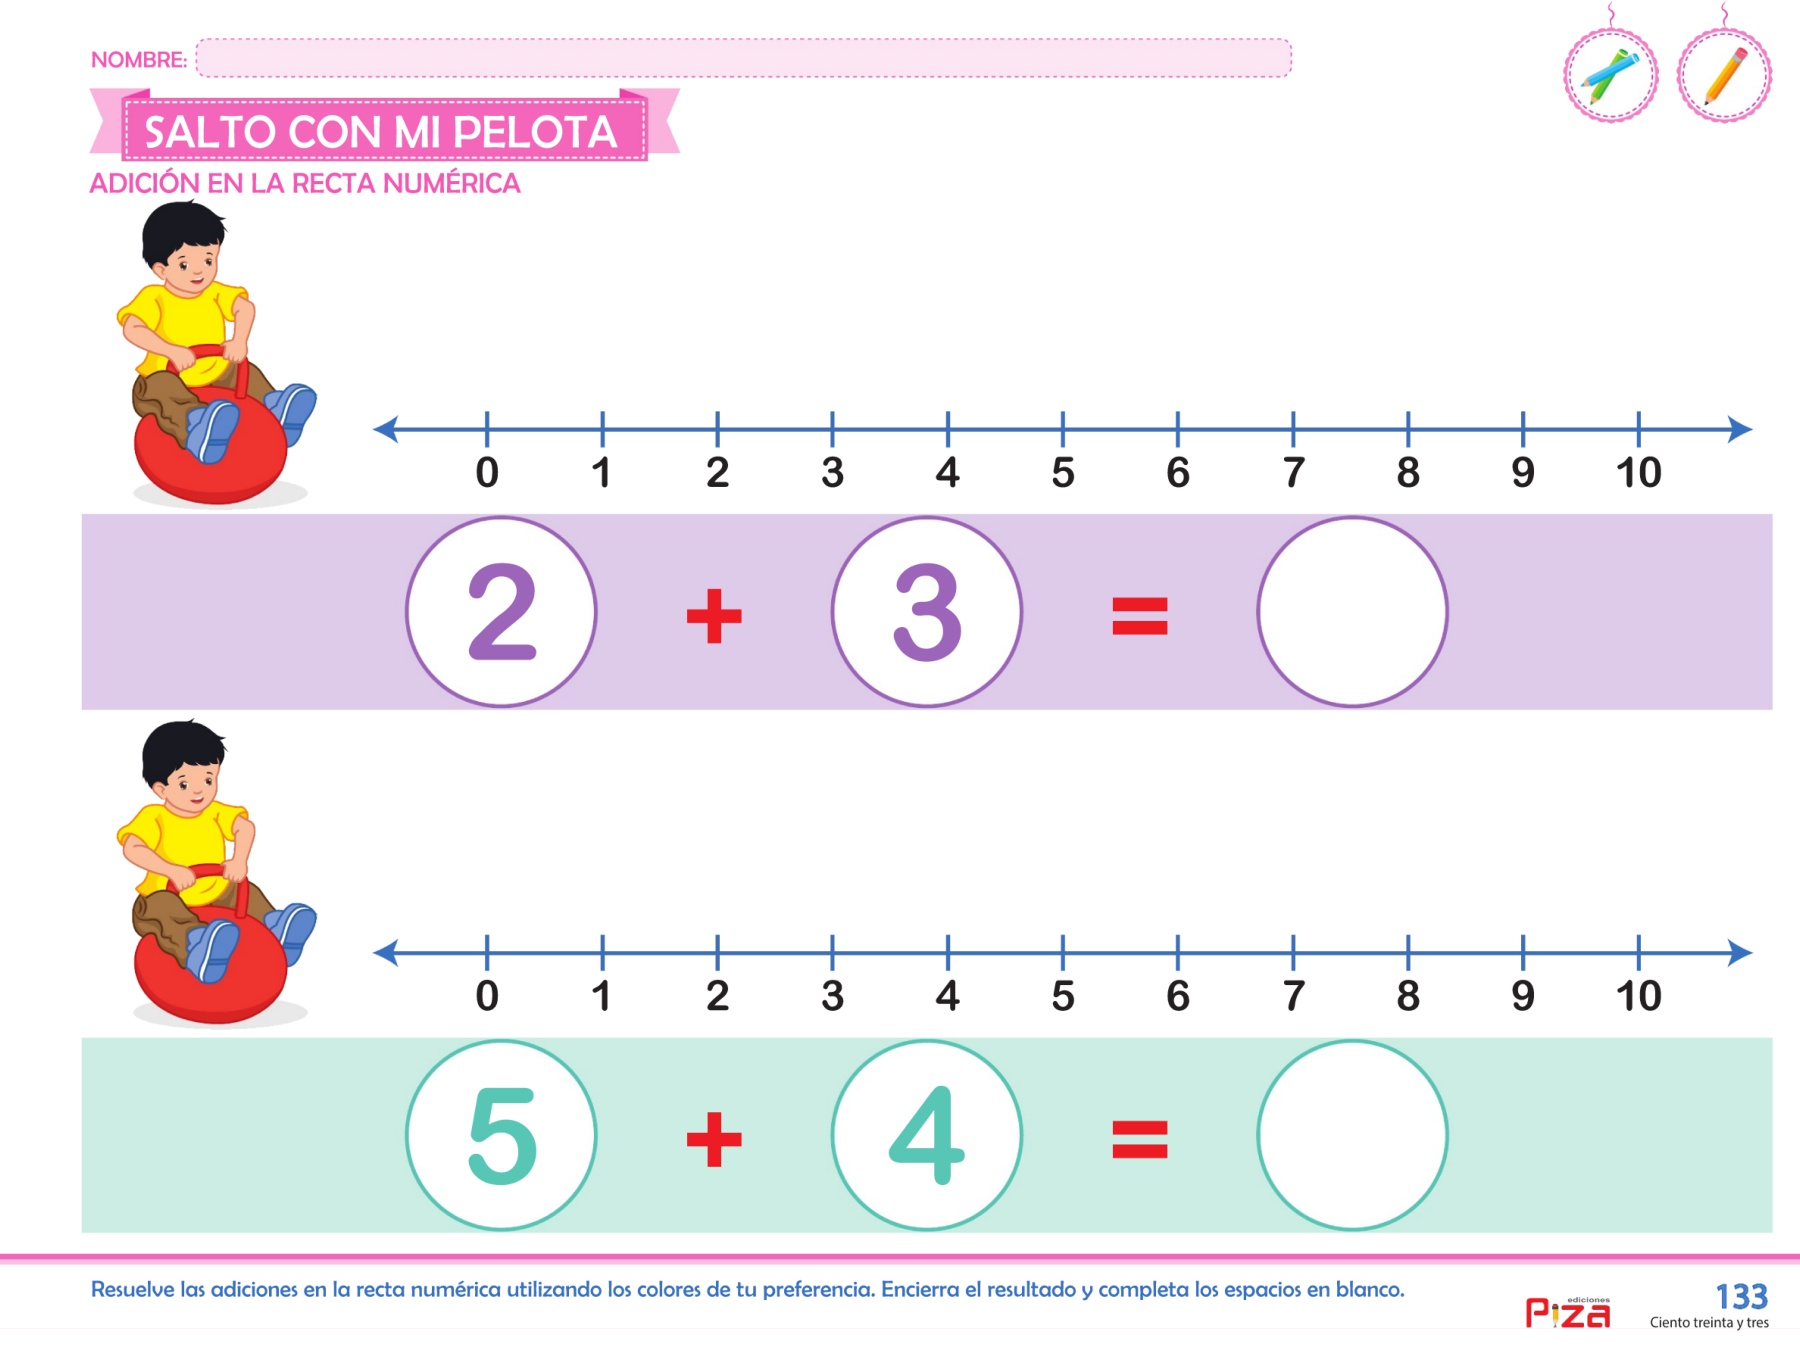 NOMBRE:
SALTO CON MI PELOTA
ADICIÓN EN LA RECTA NUMÉRICA
0 1 2 3 4 5 6 7 8 9 10
2 + 3 =
0 1 2 3 4 5 6 7 8 9 10
5 + 4 =
Resuelve las adiciones en la recta numérica utilizando los colores de tu preferencia. Encierra el resultado y completa los espacios en blanco.
ediciones
Piza
133
Ciento treinta y tres